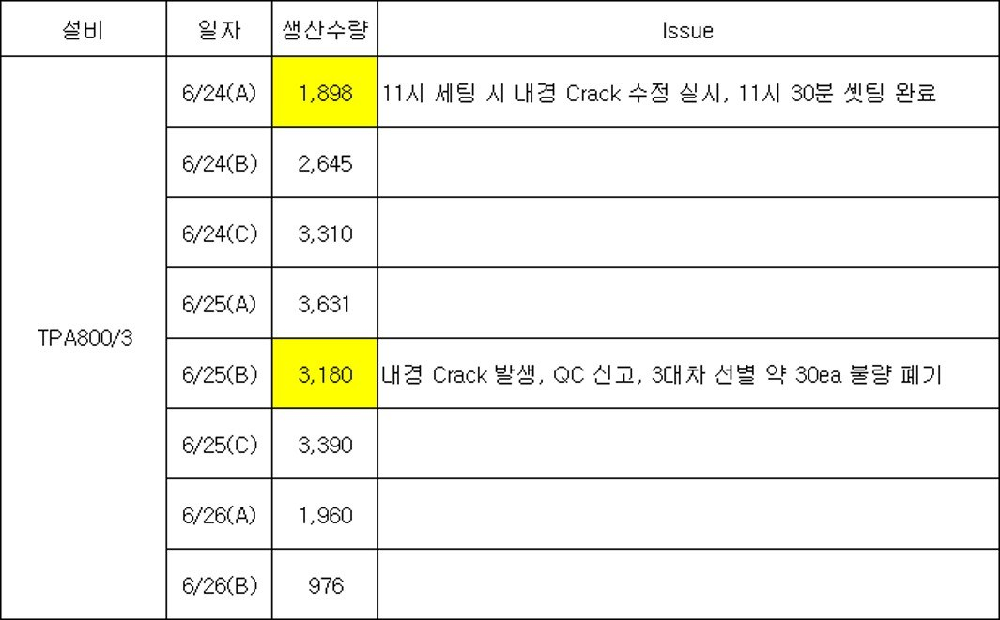 설비 일자 생산수량 Issue
TPA800/3
6/24(A) 1,898 11시 세팅 시 내경 Crack 수정 실시, 11시 30분 셋팅 완료
6/24(B) 2,645
6/24(C) 3,310
6/25(A) 3,631
6/25(B) 3,180 내경 Crack 발생, QC 신고, 3대차 선별 약 30ea 불량 폐기
6/25(C) 3,390
6/26(A) 1,960
6/26(B) 976